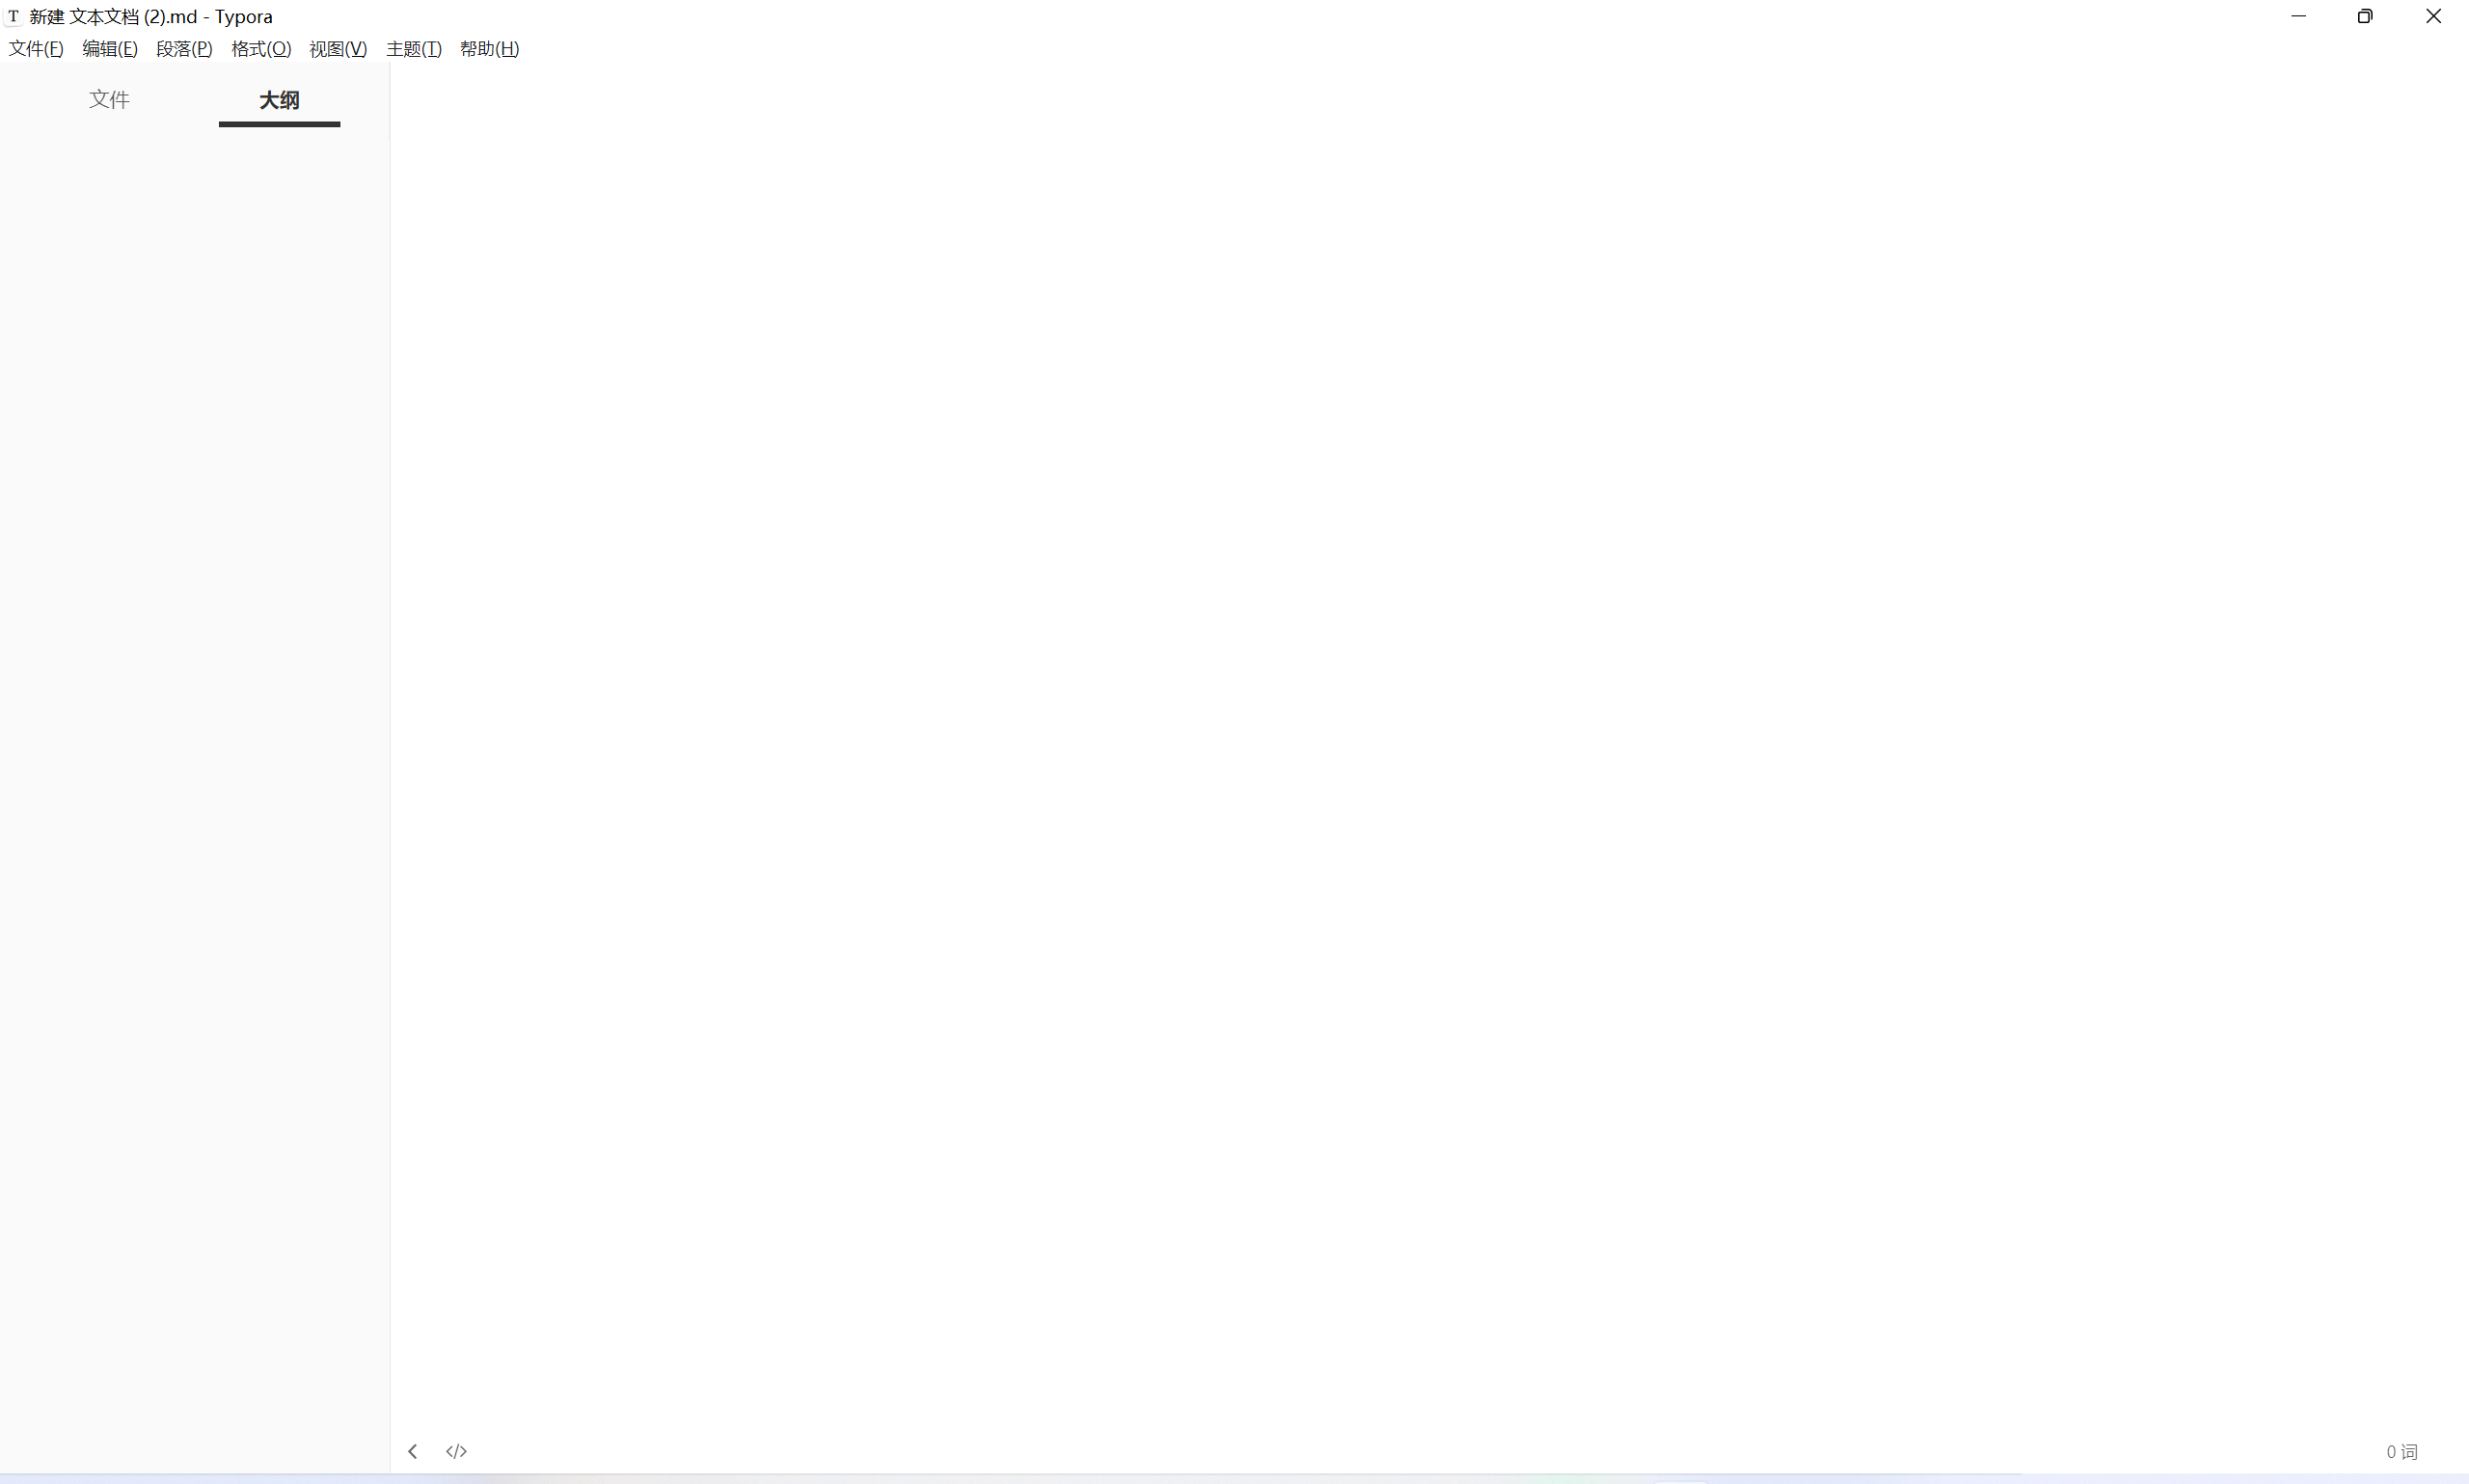 T 新建 文本文档 (2).md - Typora
文件(F) 编辑(E) 段落(P) 格式(O) 视图(V) 主题(T) 帮助(H)
文件 大纲
</> 0 词